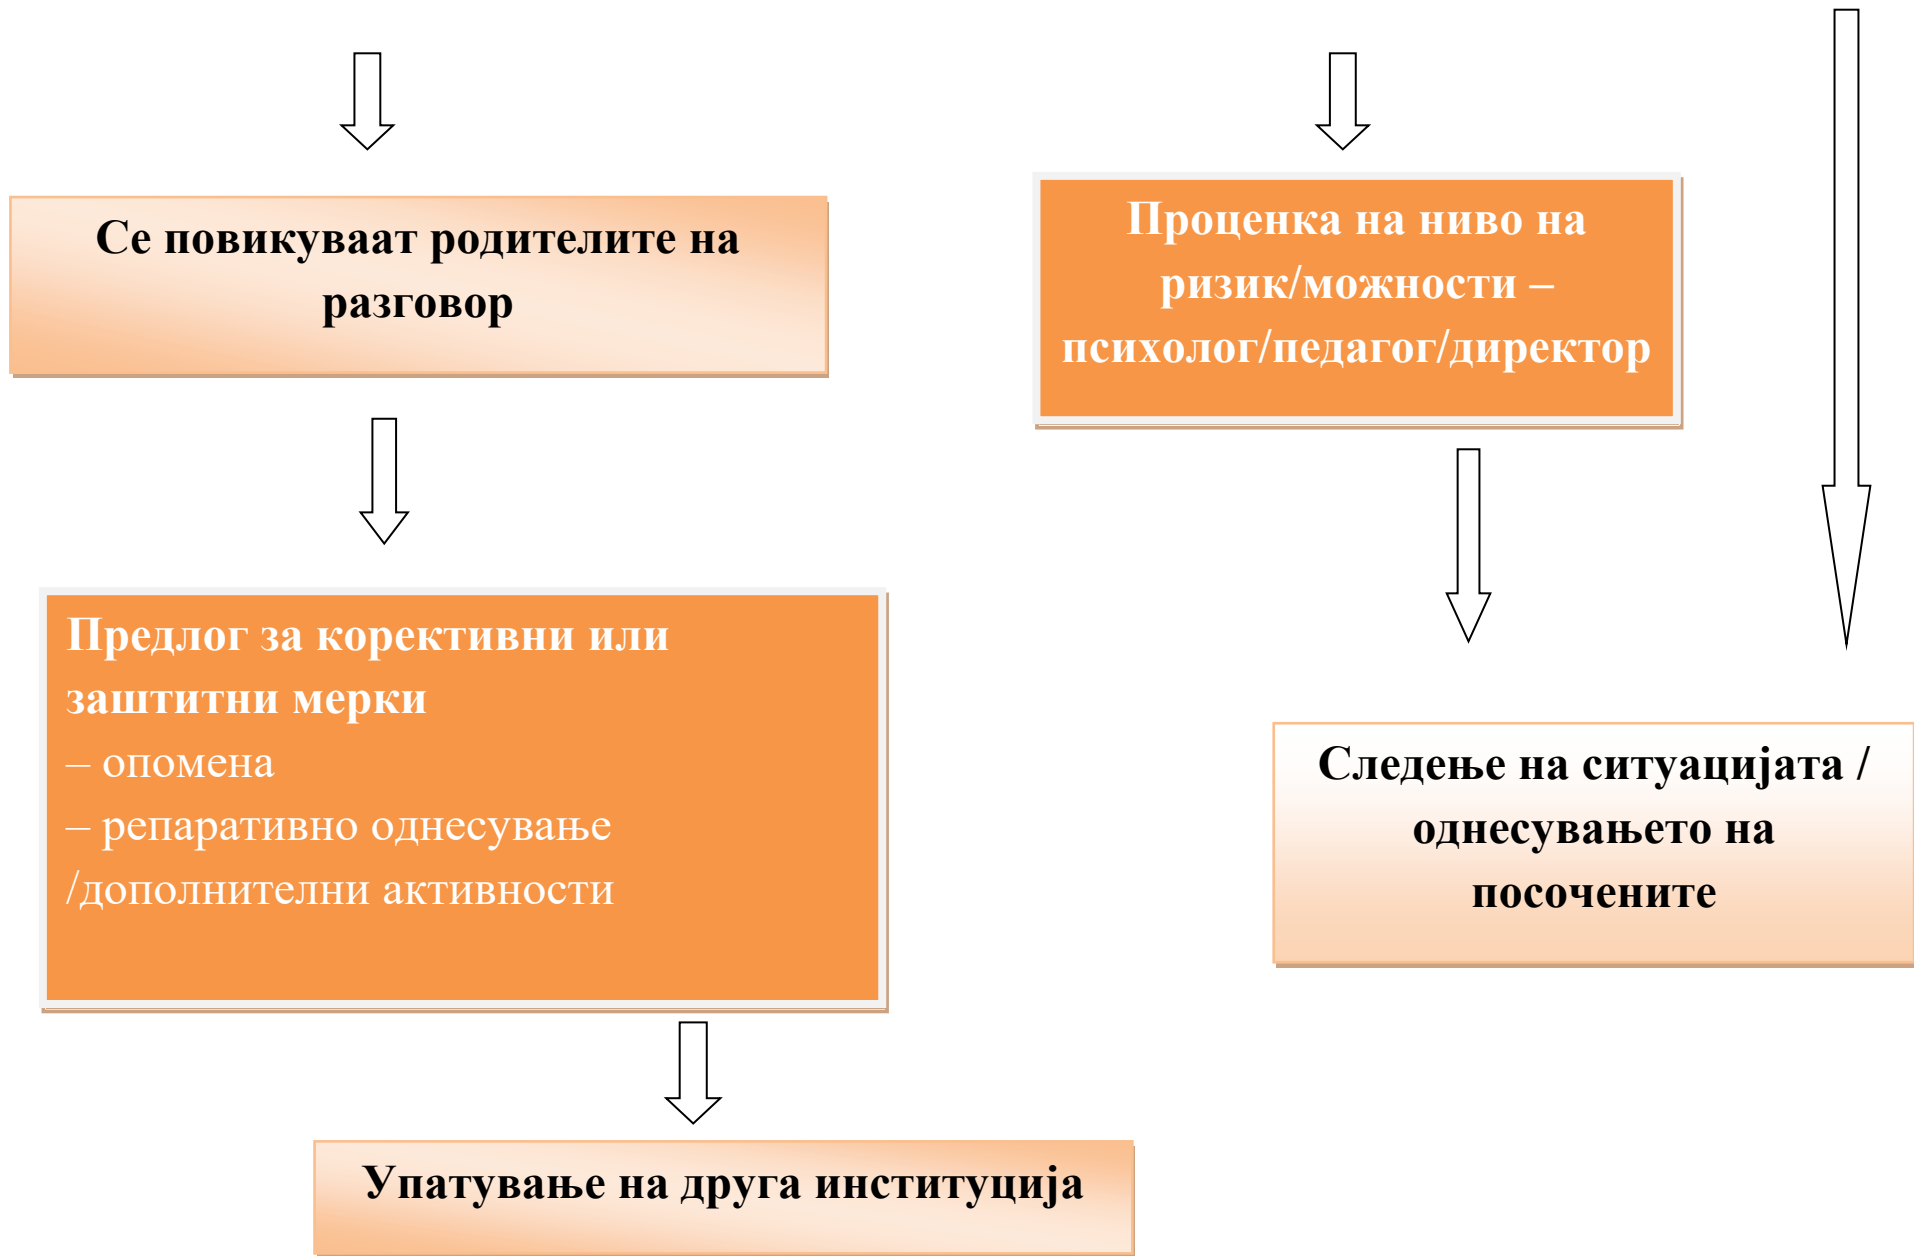 Се повикуваат родителите на
разговор
Проценка на ниво на
ризик/можности –
психолог/педагог/директор
Предлог за корективни или
заштитни мерки
– опомена
– репаративно однесување
/дополнителни активности
Следење на ситуацијата /
однесувањето на
посочените
Упатување на друга институција